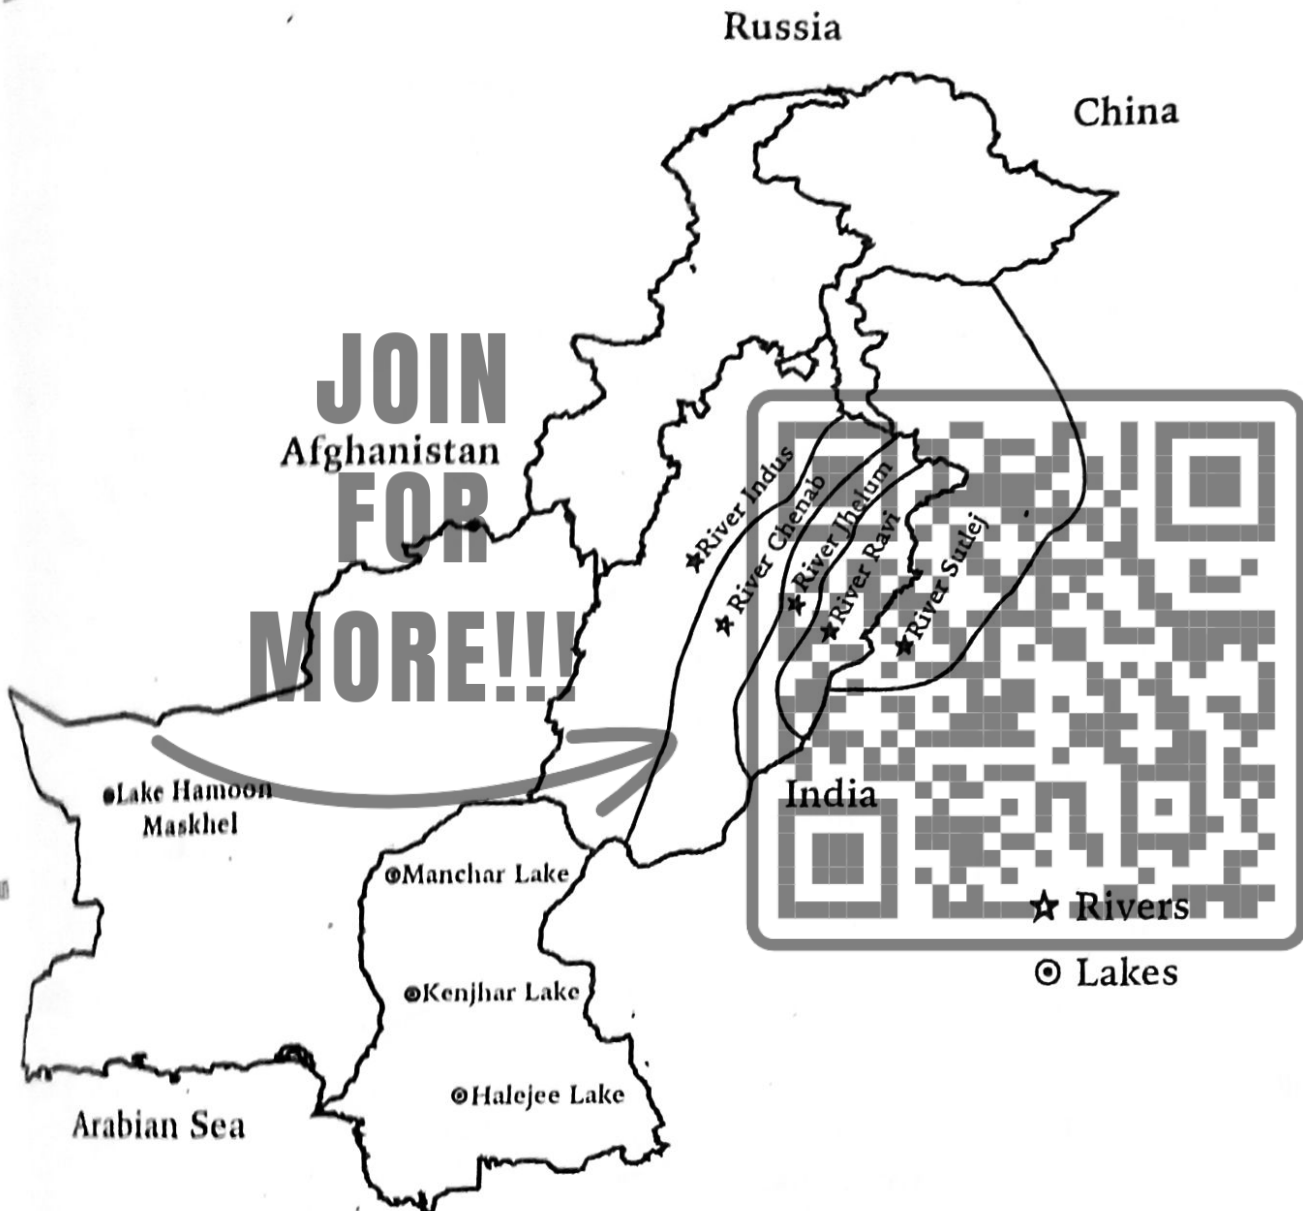 Russia
China
JOIN
Afghanistan
FOR
MORE!!!
River Indus
River Chenab
River Jhelum
River Ravi
River Sutlej
Lake Hamoon
Maskhel
India
Manchar Lake
Rivers
Lakes
Kenjhar Lake
Halejee Lake
Arabian Sea